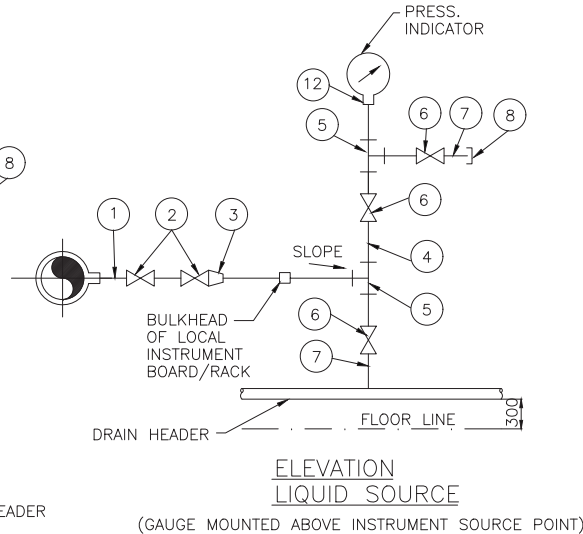 PRESS.
INDICATOR
12
5
6
7
8
8
6
1
2
3
SLOPE
4
5
BULKHEAD
OF LOCAL
INSTRUMENT
BOARD/RACK
6
7
DRAIN HEADER
FLOOR LINE
300
ELEVATION
LIQUID SOURCE
EADER
(GAUGE MOUNTED ABOVE INSTRUMENT SOURCE POINT)